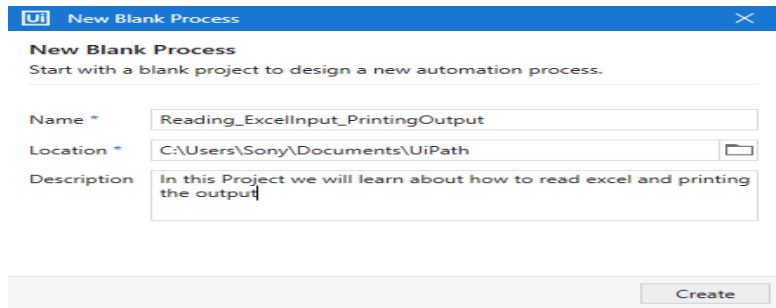 Ui New Blank Process
New Blank Process
Start with a blank project to design a new automation process.
Name * Reading_ExcelInput_PrintingOutput
Location * C:\Users\Sony\Documents\UiPath
Description In this Project we will learn about how to read excel and printing
the output
Create